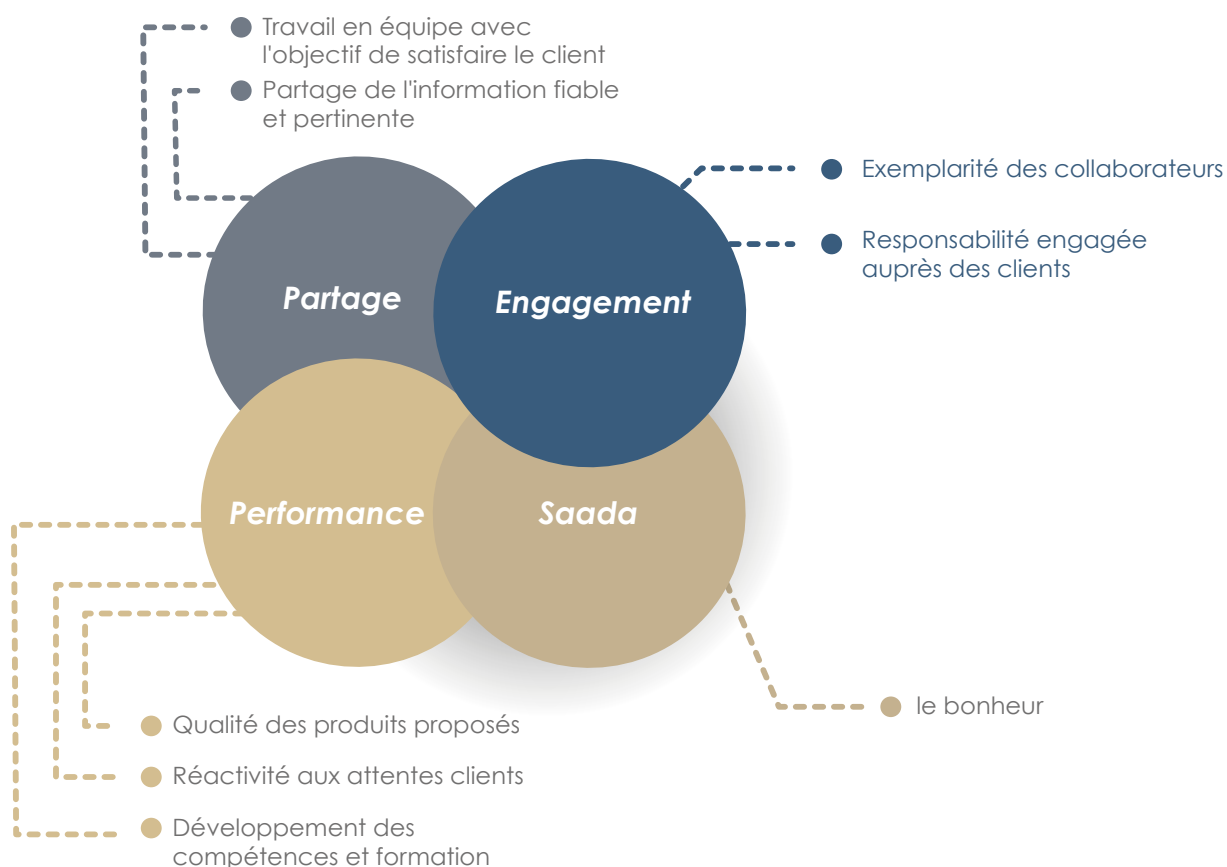 Travail en équipe avec
l'objectif de satisfaire le client
Partage de l'information fiable
et pertinente
Exemplarité des collaborateurs
Responsabilité engagée
auprès des clients
Partage
Engagement
Performance
Saada
le bonheur
Qualité des produits proposés
Réactivité aux attentes clients
Développement des
compétences et formation